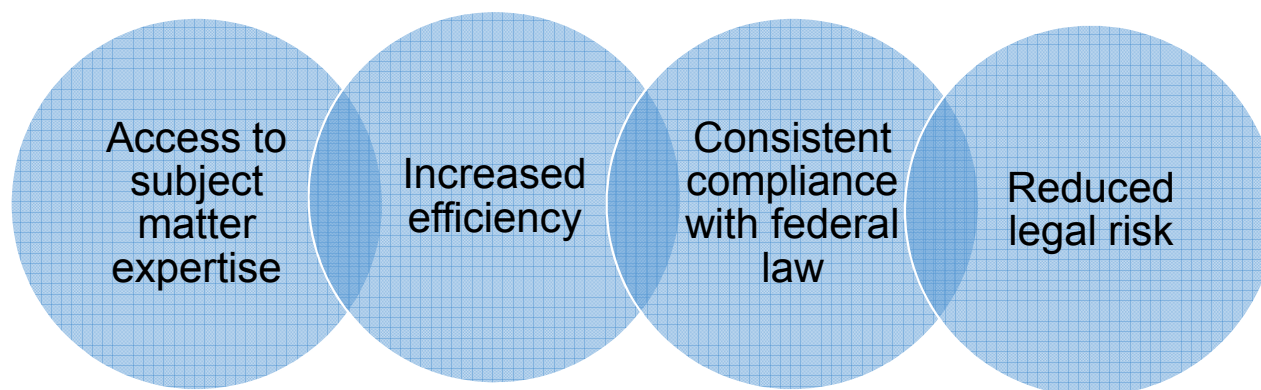 Access to
subject
matter
expertise
Increased
efficiency
Consistent
compliance
with federal
law
Reduced
legal risk